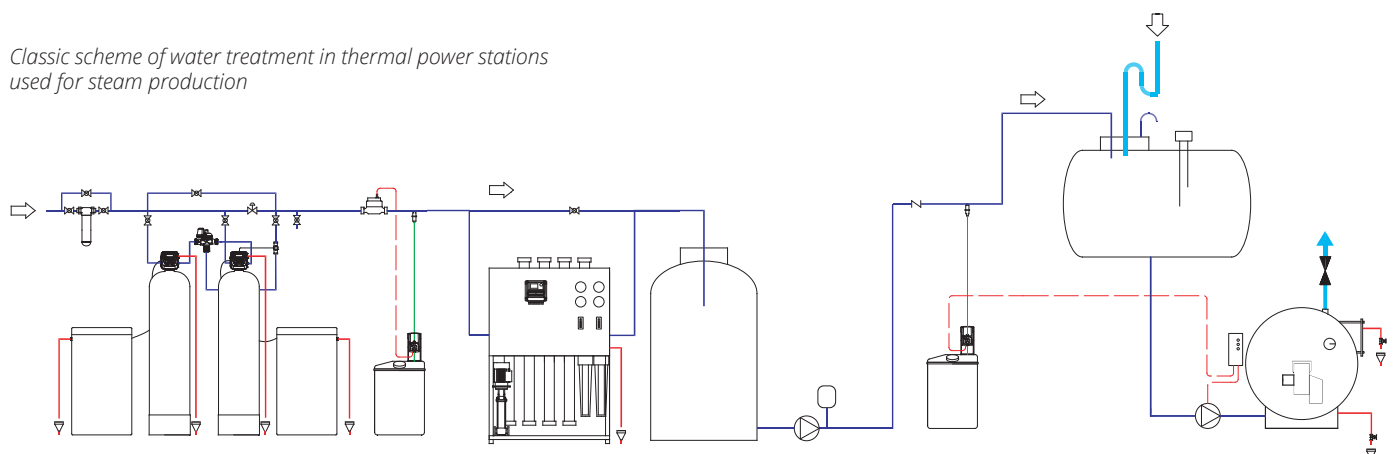 Classic scheme of water treatment in thermal power stations
used for steam production